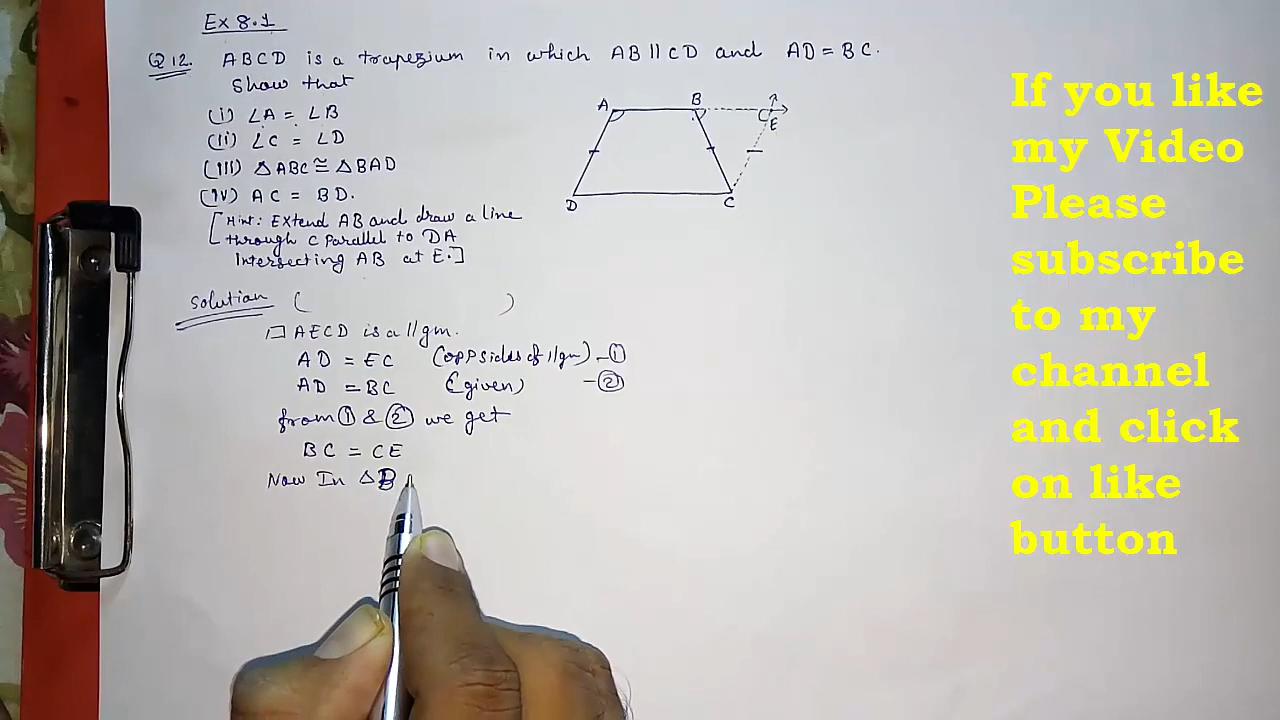 Ex 8.1
Q12. ABCD is a trapezium in which AB || CD and AD = BC.
Show that
(i) ∠A = ∠B
(ii) ∠C = ∠D
(iii) △ABC ≅ △BAD
(iv) AC = BD.
[Hint: Extend AB and draw a line
through C parallel to DA
Intersecting AB at E.]
A B E
D C
Solution ( )
▱ AECD is a //gm.
AD = EC (opp sides of //gm) -①
AD = BC (given) -②
from ① & ② we get
BC = CE
Now In △B
If you like
my Video
Please
subscribe
to my
channel
and click
on like
button